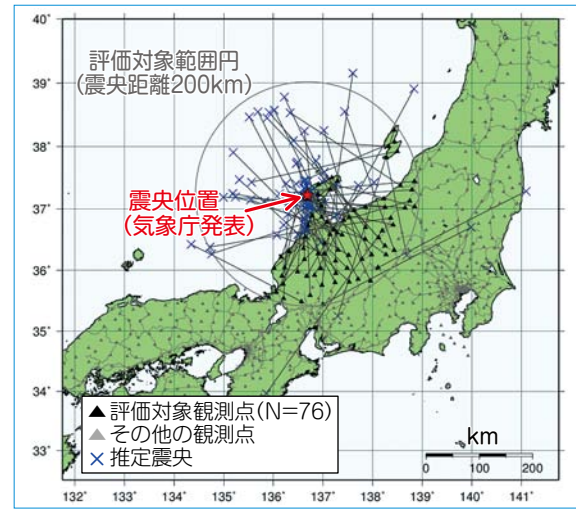 40°
39°
38°
37°
36°
35°
34°
33°
評価対象範囲円
(震央距離200km)
震央位置
(気象庁発表)
▲評価対象観測点(N=76)
▲その他の観測点
×推定震央
km
0 100 200
132° 133° 134° 135° 136° 137° 138° 139° 140° 141°